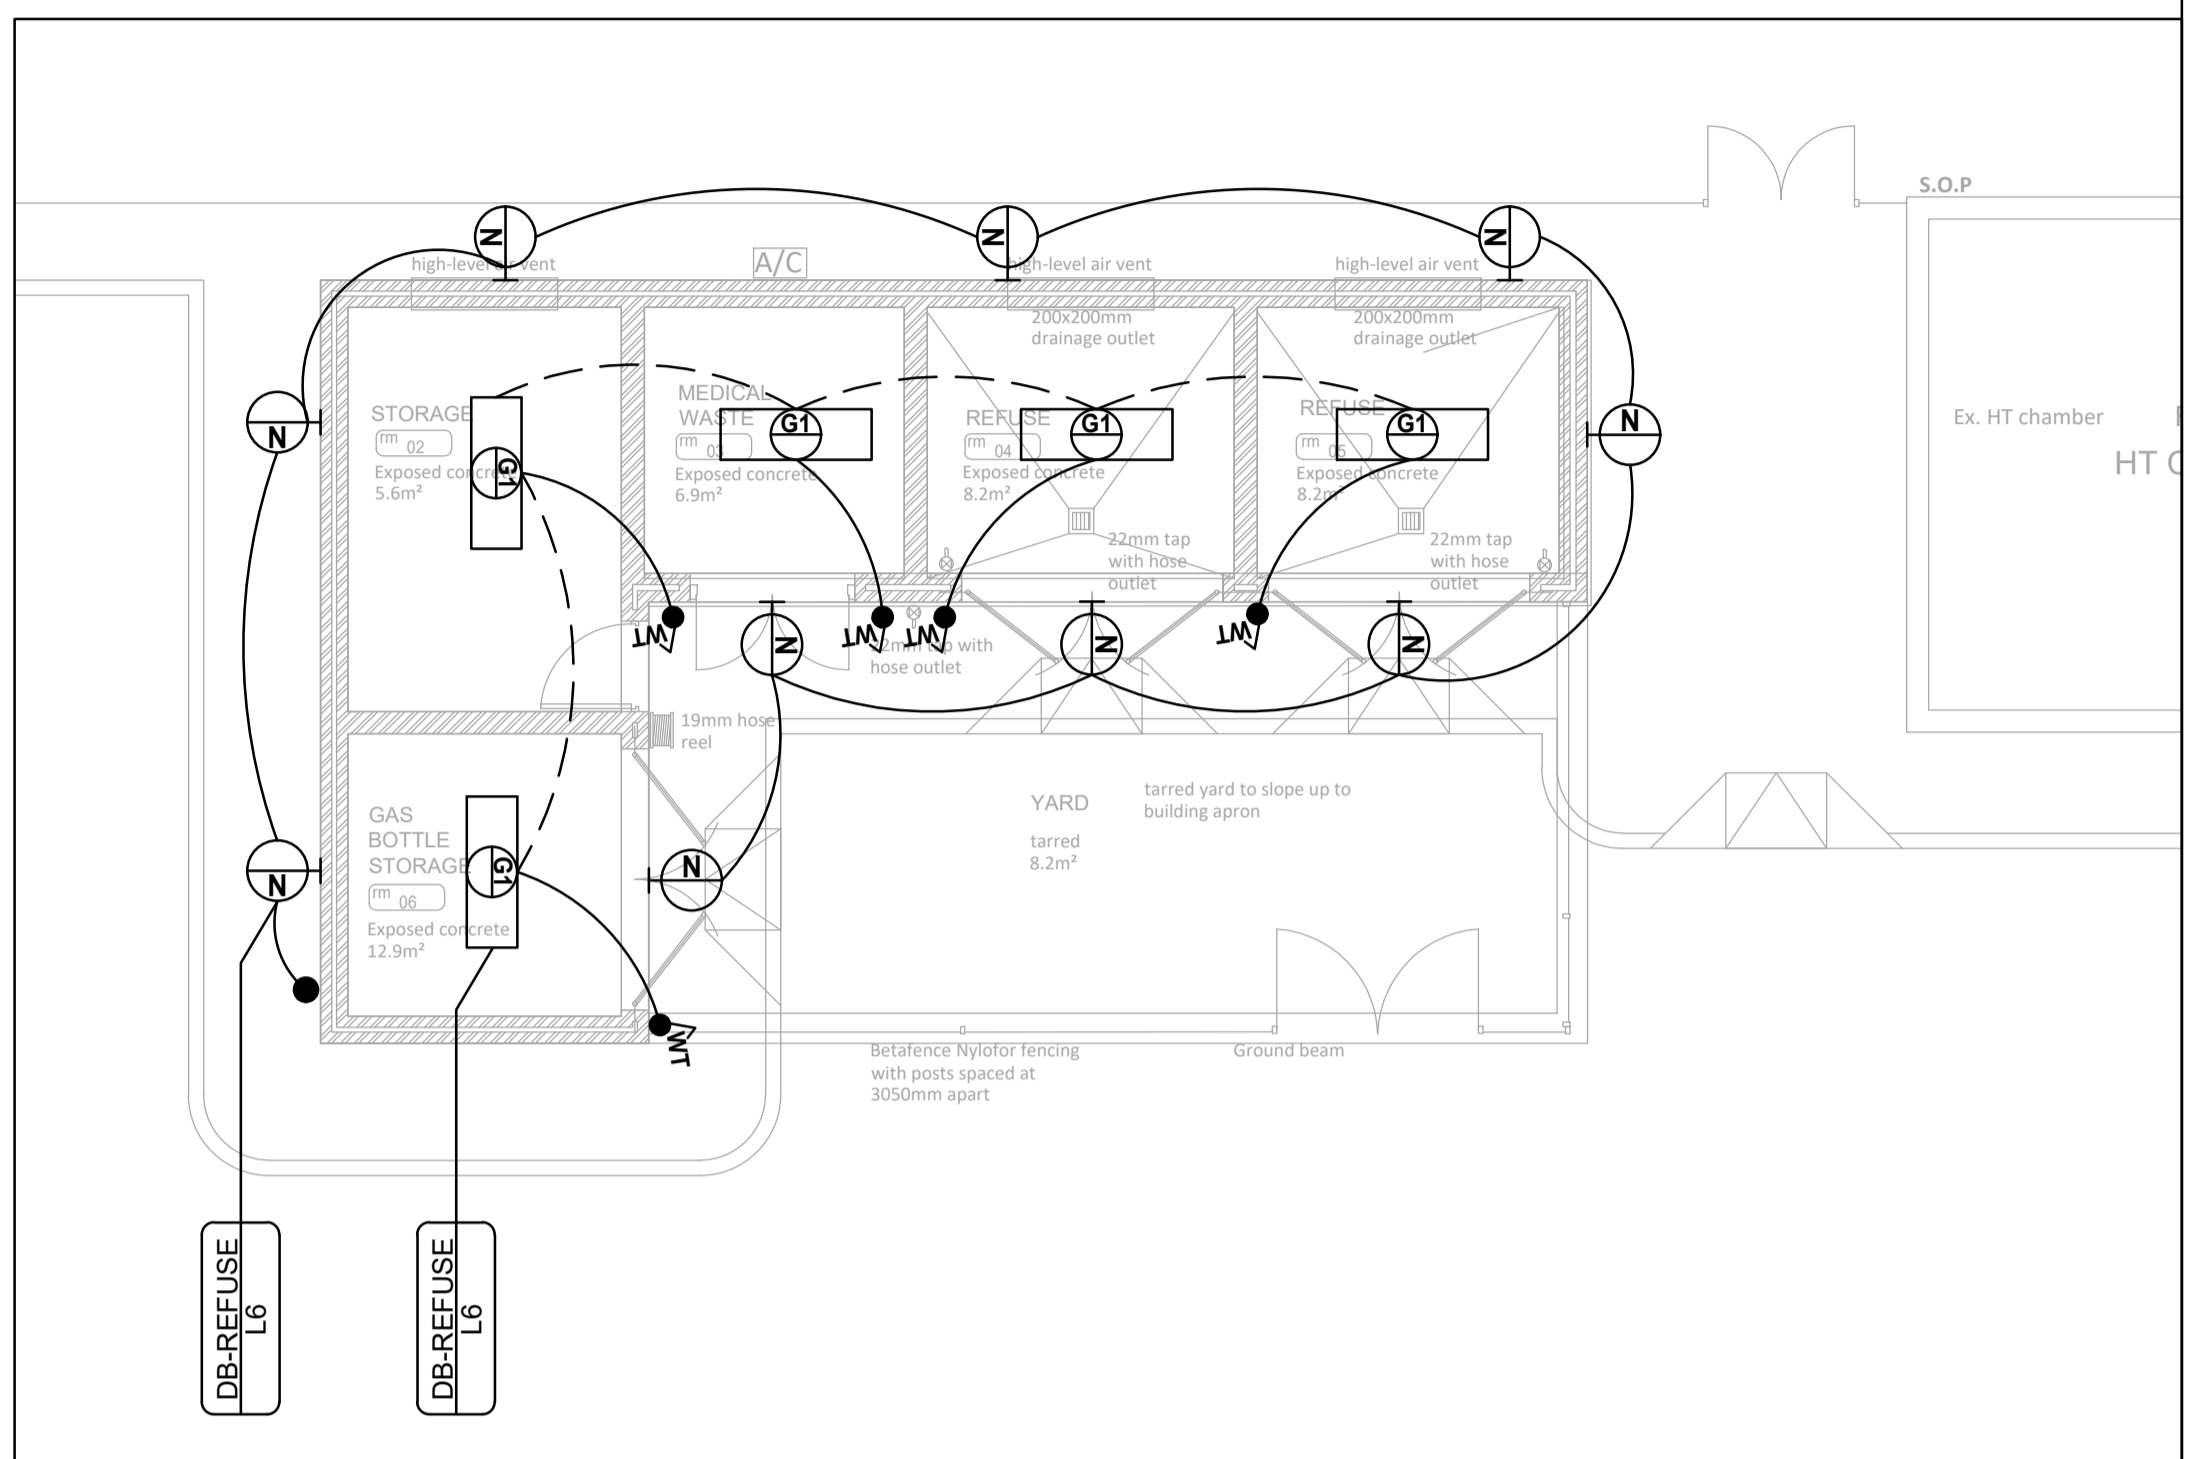 S.O.P
N
N
N
high-level air vent
A/C
high-level air vent
high-level air vent
200x200mm
drainage outlet
200x200mm
drainage outlet
N
STORAGE
rm 02
Exposed concrete
5.6m²
G1
MEDICAL
WASTE
rm 03
Exposed concrete
6.9m²
G1
REFUSE
rm 04
Exposed concrete
8.2m²
G1
REFUSE
rm 05
Exposed concrete
8.2m²
G1
N
Ex. HT chamber
HT
22mm tap
with hose
outlet
22mm tap
with hose
outlet
WT
WT
WT
WT
N
22mm tap with
hose outlet
N
N
19mm hose
reel
YARD
tarred
8.2m²
tarred yard to slope up to
building apron
N
GAS
BOTTLE
STORAGE
rm 06
Exposed concrete
12.9m²
G1
N
WT
Betafence Nylofor fencing
with posts spaced at
3050mm apart
Ground beam
DB-REFUSE
L6
DB-REFUSE
L6